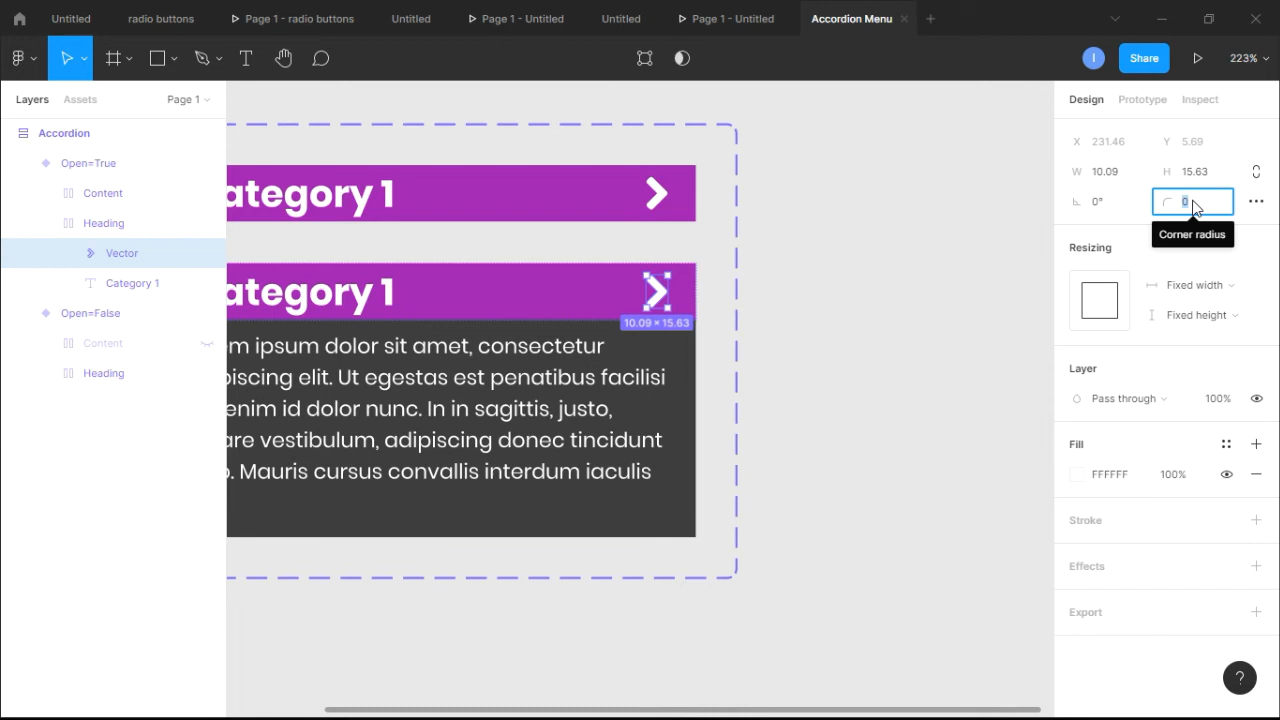 Untitled
radio buttons
Page 1 - radio buttons
Untitled
Page 1 - Untitled
Untitled
Page 1 - Untitled
Accordion Menu
I
Share
223%
Layers
Assets
Page 1
Design
Prototype
Inspect
Accordion
Open=True
Content
Heading
Vector
Category 1
Open=False
Content
Heading
ategory 1
ategory 1
10.09 × 15.63
em ipsum dolor sit amet, consectetur
piscing elit. Ut egestas est penatibus facilisi
enim id dolor nunc. In in sagittis, justo,
are vestibulum, adipiscing donec tincidunt
o. Mauris cursus convallis interdum iaculis
X 231.46
Y 5.69
W 10.09
H 15.63
0°
0
Corner radius
Resizing
Fixed width
Fixed height
Layer
Pass through
100%
Fill
FFFFFF
100%
Stroke
Effects
Export
?